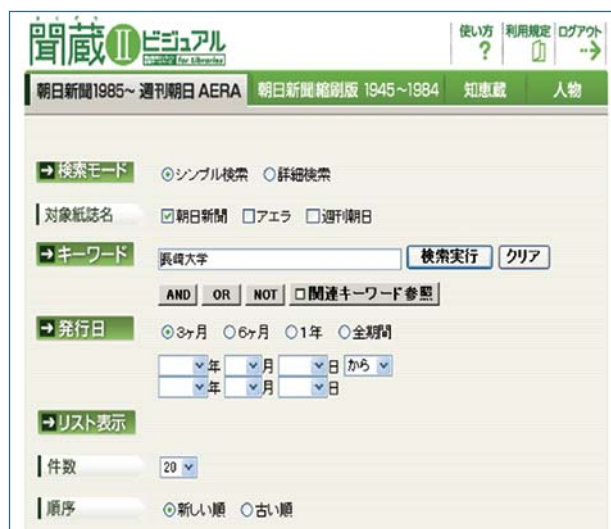 聞蔵Ⅱビジュアル
for Libraries
使い方 利用規定 ログアウト
?
朝日新聞1985~ 週刊朝日 AERA 朝日新聞縮刷版 1945~1984 知恵蔵 人物
検索モード シンプル検索 詳細検索
対象紙誌名 朝日新聞 アエラ 週刊朝日
キーワード 長崎大学 検索実行 クリア
AND OR NOT 関連キーワード参照
発行日 3ヶ月 6ヶ月 1年 全期間
年 月 日 から
年 月 日
リスト表示
件数 20
順序 新しい順 古い順